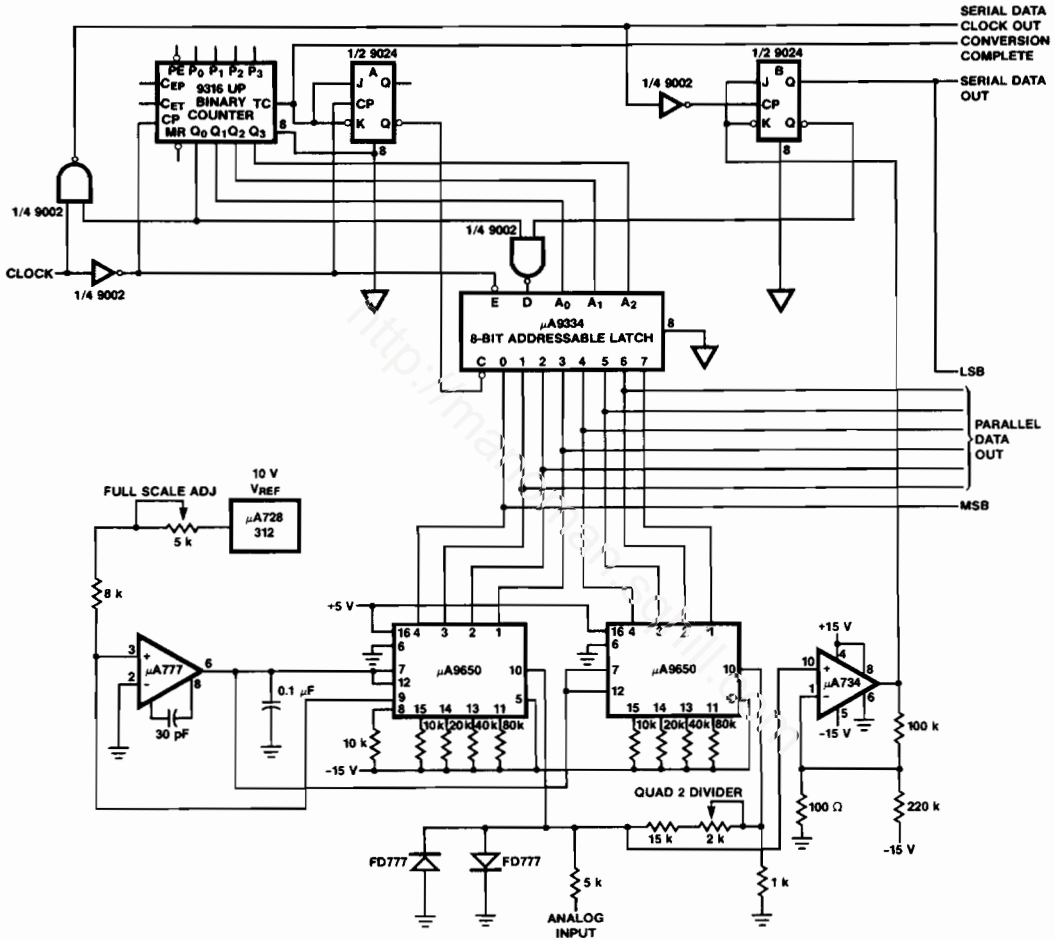 SERIAL DATA
CLOCK OUT
CONVERSION
COMPLETE
SERIAL DATA
OUT
1/2 9024
1/2 9024
PE P0 P1 P2 P3
CEP
9316 UP
BINARY
COUNTER
TC
CET
CP
MR Q0 Q1 Q2 Q3
8
A
J Q
CP
K Q
8
1/4 9002
B
J Q
CP
K Q
8
1/4 9002
1/4 9002
CLOCK
1/4 9002
E D A0 A1 A2
μA9334
8-BIT ADDRESSABLE LATCH
8
C 0 1 2 3 4 5 6 7
LSB
PARALLEL
DATA
OUT
MSB
10 V
VREF
FULL SCALE ADJ
μA728
312
5 k
8 k
+5 V
16 4 3 2 1
6
7
12
9
8
μA9650
10
5
15 14 13 11
16 4 3 2 1
6
7
12
μA9650
10
15 14 13 11
3
+
μA777
2
–
6
8
30 pF
0.1 μF
10 k
10k 20k 40k 80k
10k 20k 40k 80k
–15 V
+15 V
4
10
+
8
μA734
1
–
6
5
–15 V
100 k
100 Ω
220 k
–15 V
QUAD 2 DIVIDER
15 k
2 k
FD777
FD777
5 k
1 k
ANALOG
INPUT